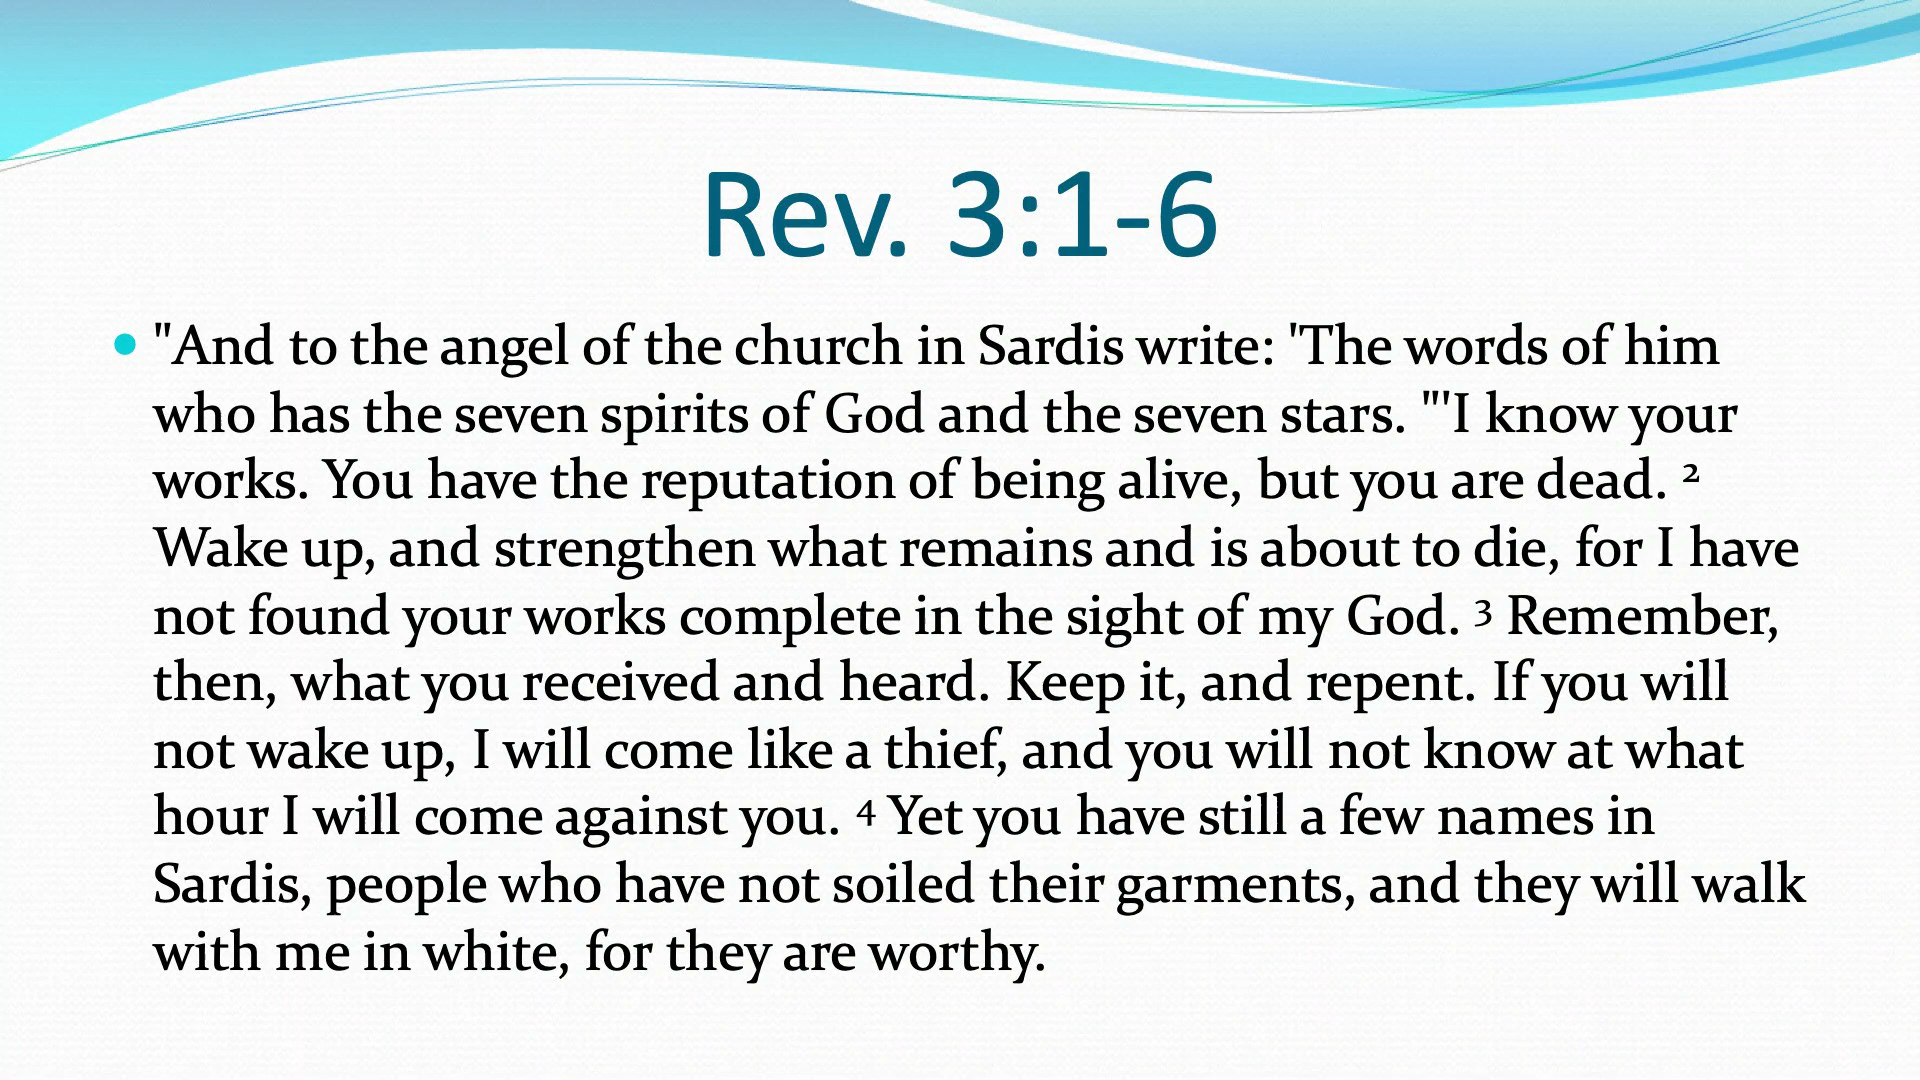 Rev. 3:1-6
• "And to the angel of the church in Sardis write: 'The words of him
who has the seven spirits of God and the seven stars. "'I know your
works. You have the reputation of being alive, but you are dead. ²
Wake up, and strengthen what remains and is about to die, for I have
not found your works complete in the sight of my God. ³ Remember,
then, what you received and heard. Keep it, and repent. If you will
not wake up, I will come like a thief, and you will not know at what
hour I will come against you. ⁴ Yet you have still a few names in
Sardis, people who have not soiled their garments, and they will walk
with me in white, for they are worthy.